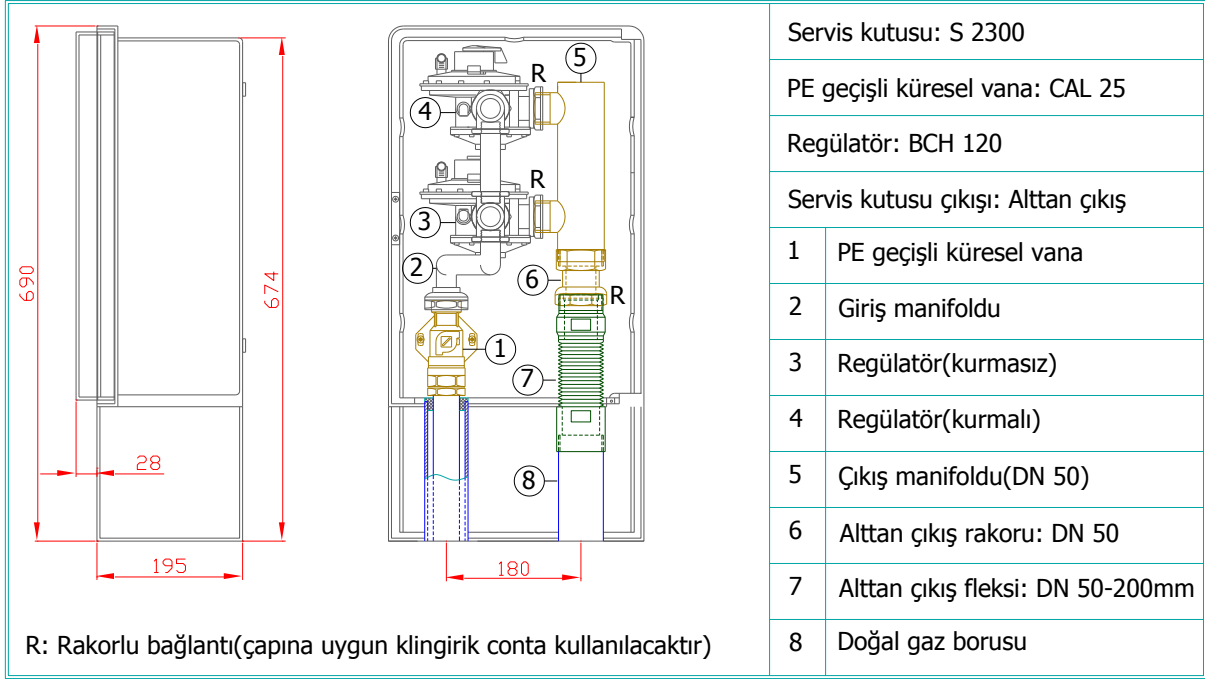 690
674
28
195
R
R
R
5
4
3
2
6
1
7
8
180
R: Rakorlu bağlantı(çapına uygun klingirik conta kullanılacaktır)
Servis kutusu: S 2300
PE geçişli küresel vana: CAL 25
Regülatör: BCH 120
Servis kutusu çıkışı: Alttan çıkış
1 PE geçişli küresel vana
2 Giriş manifoldu
3 Regülatör(kurmasız)
4 Regülatör(kurmalı)
5 Çıkış manifoldu(DN 50)
6 Alttan çıkış rakoru: DN 50
7 Alttan çıkış fleksi: DN 50-200mm
8 Doğal gaz borusu